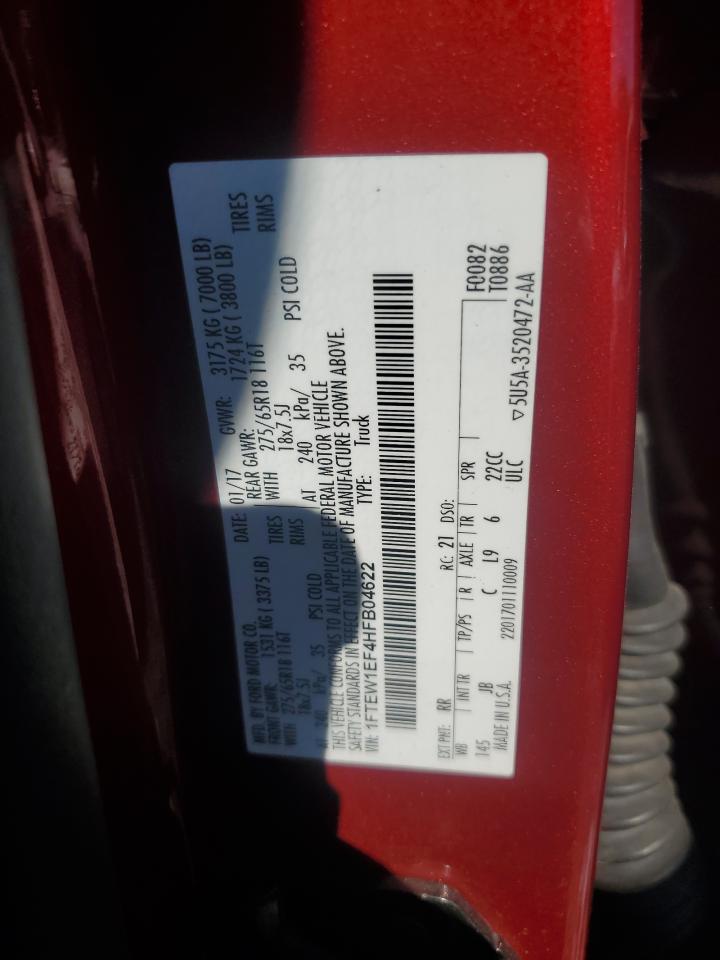 MFD. BY FORD MOTOR CO.
DATE: 01/17 GVWR: 3175 KG ( 7000 LB)
FRONT GAWR: 1531 KG ( 3375 LB) REAR GAWR: 1724 KG ( 3800 LB)
WITH 275/65R18 116T TIRES WITH 275/65R18 116T TIRES
18x7.5J RIMS 18x7.5J RIMS
AT 240 kPa/ 35 PSI COLD AT 240 kPa/ 35 PSI COLD
THIS VEHICLE CONFORMS TO ALL APPLICABLE FEDERAL MOTOR VEHICLE
SAFETY STANDARDS IN EFFECT ON THE DATE OF MANUFACTURE SHOWN ABOVE.
VIN: 1FTEW1EF4HFB04622 TYPE: Truck
EXT PNT: RR RC: 21 DSO:
WB INT TR TP/PS R AXLE TR SPR F0082
145 JB C L9 6 22CC T0886
ULC
MADE IN U.S.A. 2201701110009
▽5U5A-3520472-AA